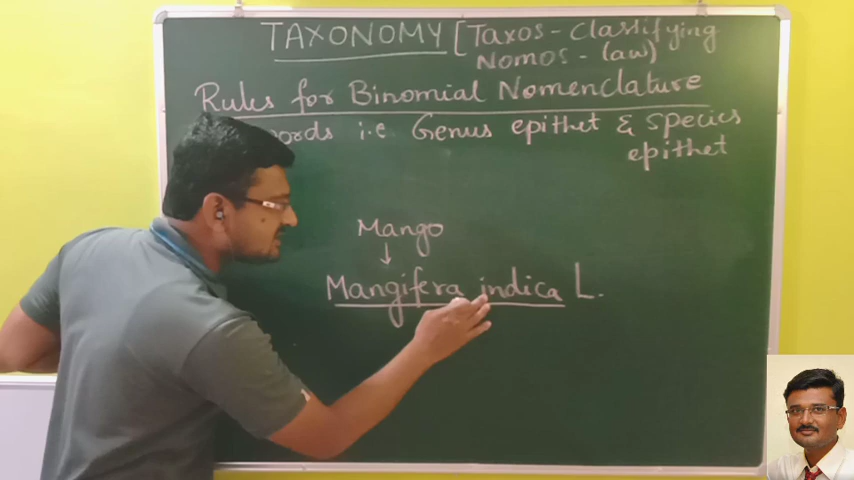 TAXONOMY [Taxos - Classifying
Nomos - law)
Rules for Binomial Nomenclature
words i.e Genus epithet & species
epithet
Mango
↓
Mangifera indica L.